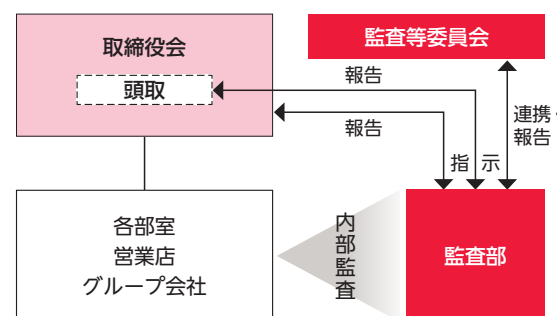 取締役会
頭取
監査等委員会
報告
報告
連携・
報告
指示
各部室
営業店
グループ会社
内部監査
監査部